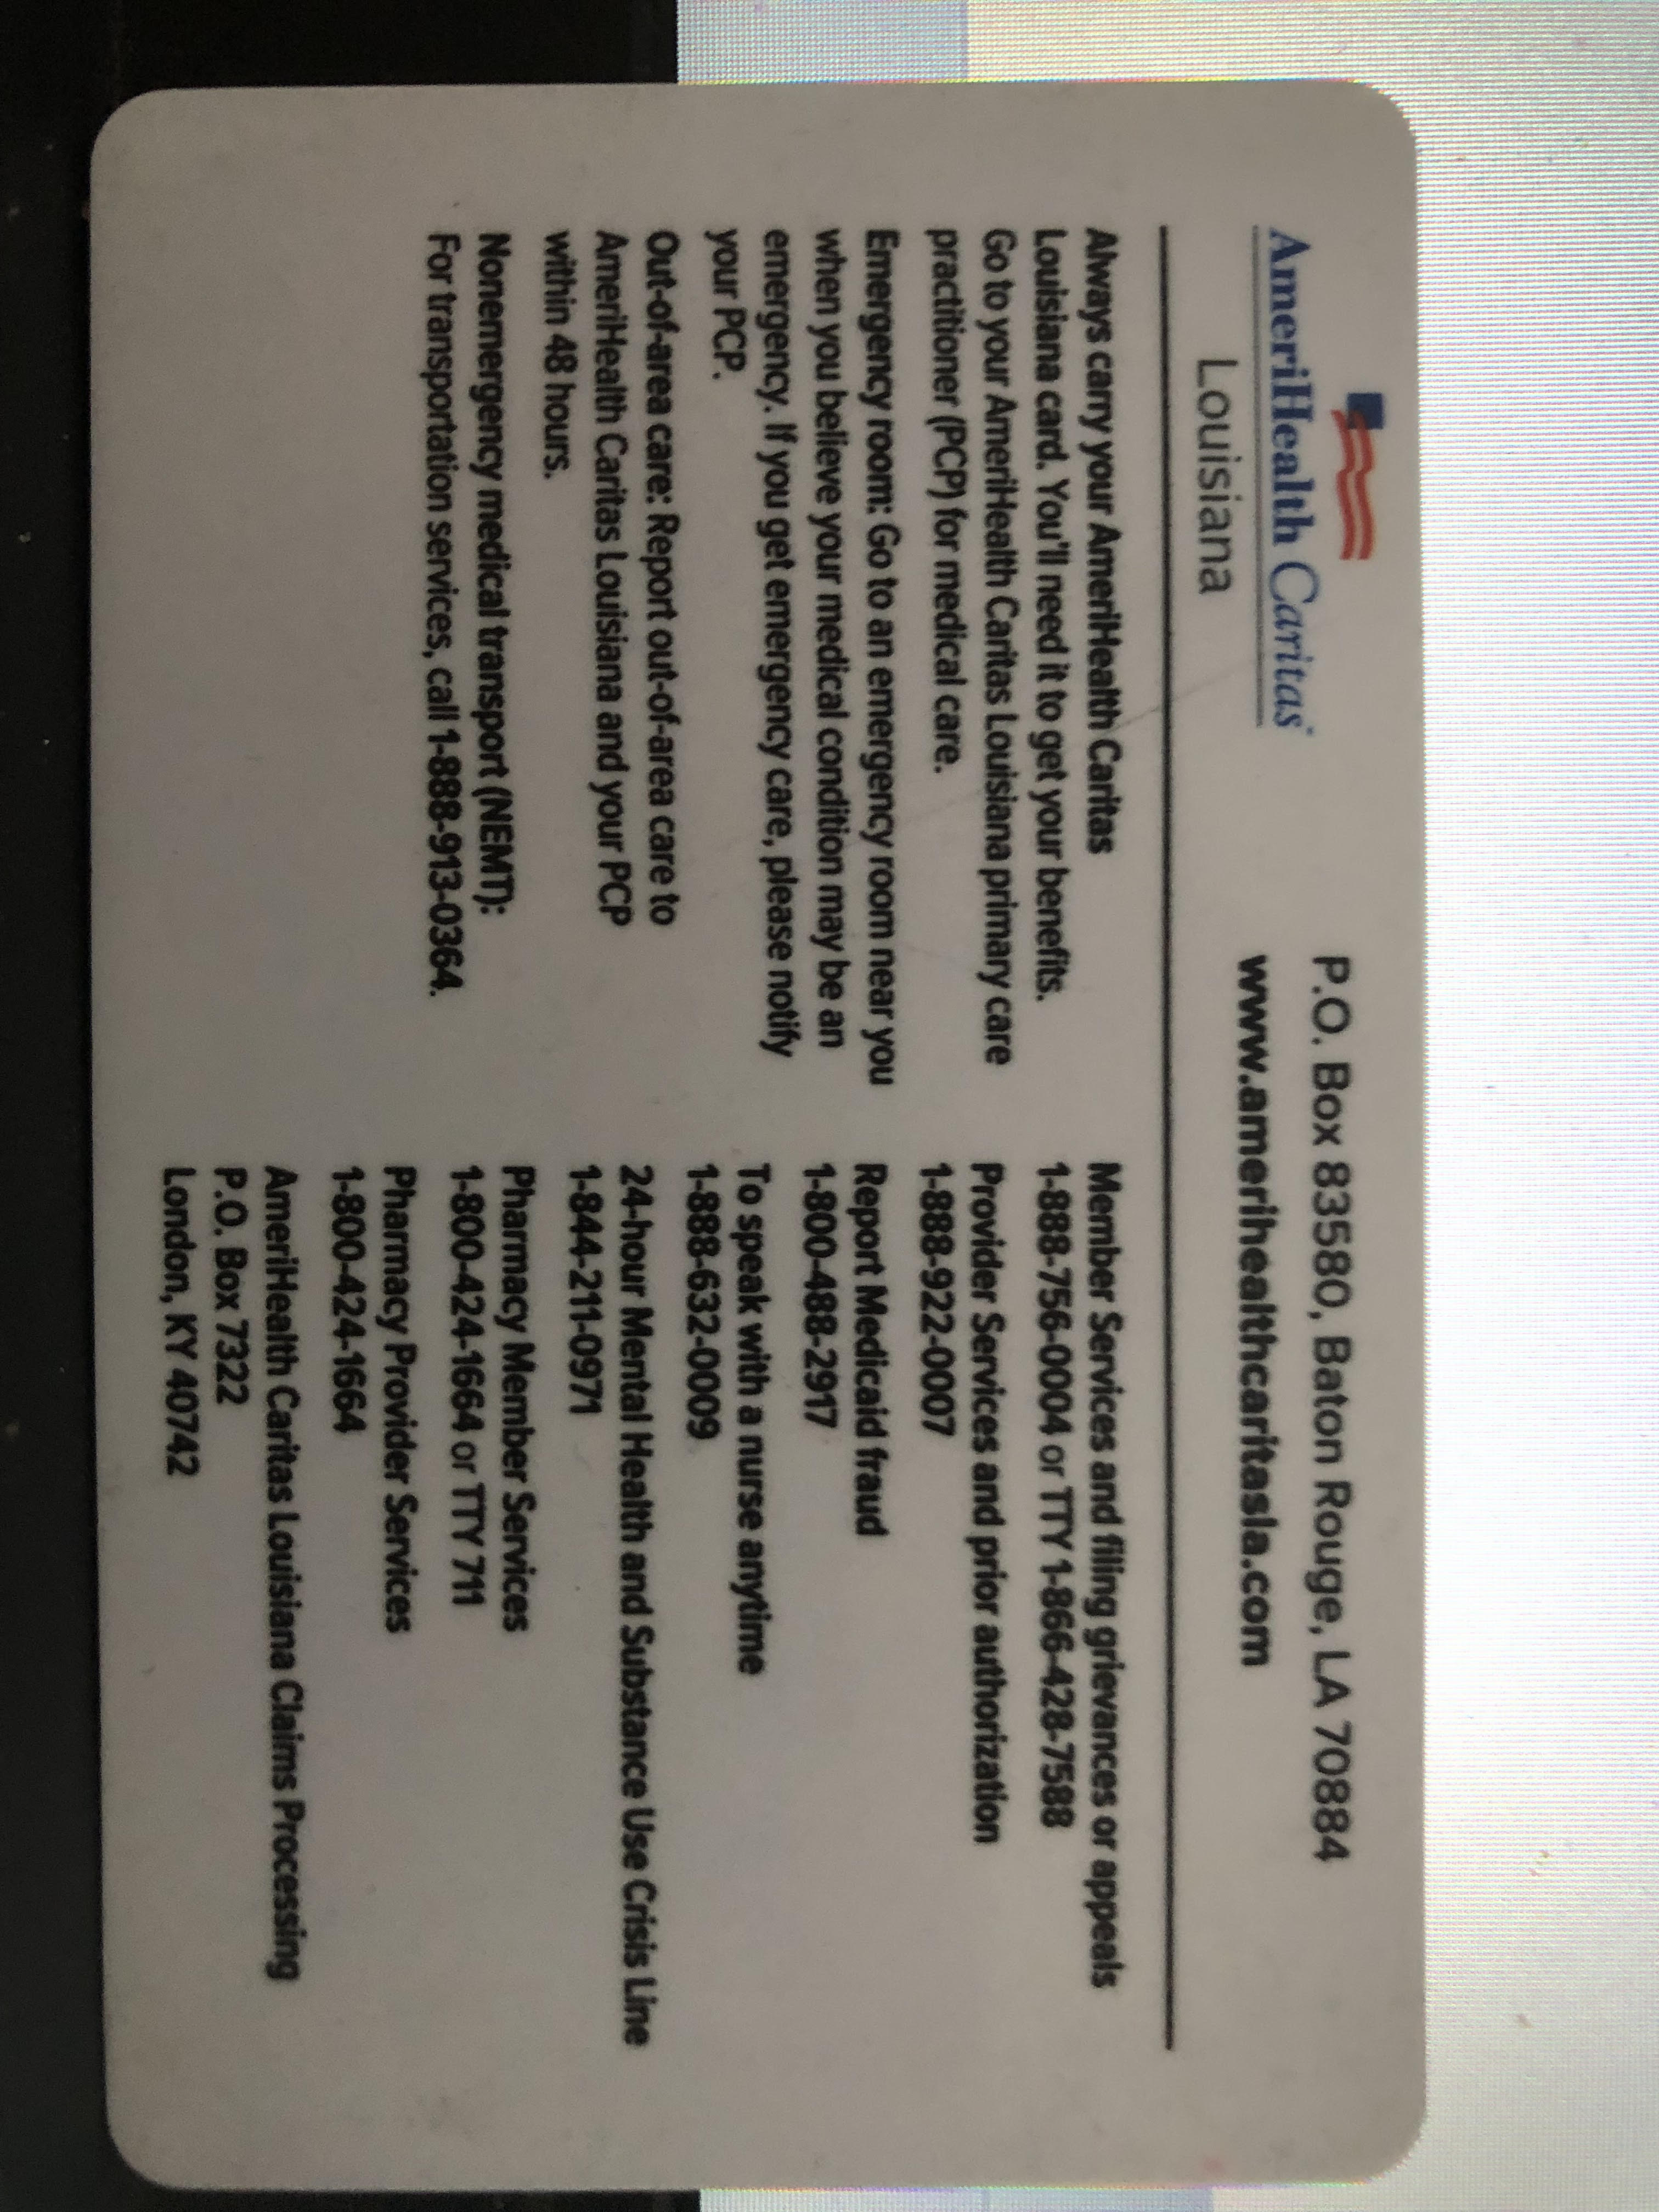 AmeriHealth Caritas
Louisiana
P.O. Box 83580, Baton Rouge, LA 70884
www.amerihealthcaritasla.com
Always carry your AmeriHealth Caritas
Louisiana card. You'll need it to get your benefits.
Go to your AmeriHealth Caritas Louisiana primary care
practitioner (PCP) for medical care.
Emergency room: Go to an emergency room near you
when you believe your medical condition may be an
emergency. If you get emergency care, please notify
your PCP.
Out-of-area care: Report out-of-area care to
AmeriHealth Caritas Louisiana and your PCP
within 48 hours.
Nonemergency medical transport (NEMT):
For transportation services, call 1-888-913-0364.
Member Services and filing grievances or appeals
1-888-756-0004 or TTY 1-866-428-7588
Provider Services and prior authorization
1-888-922-0007
Report Medicaid fraud
1-800-488-2917
To speak with a nurse anytime
1-888-632-0009
24-hour Mental Health and Substance Use Crisis Line
1-844-211-0971
Pharmacy Member Services
1-800-424-1664 or TTY 711
Pharmacy Provider Services
1-800-424-1664
AmeriHealth Caritas Louisiana Claims Processing
P.O. Box 7322
London, KY 40742